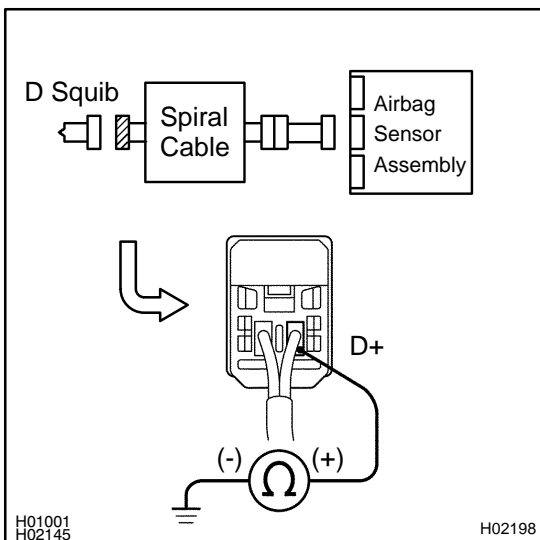 D Squib
Spiral
Cable
Airbag
Sensor
Assembly
D+
(-)
Ω
(+)
H01001
H02145
H02198